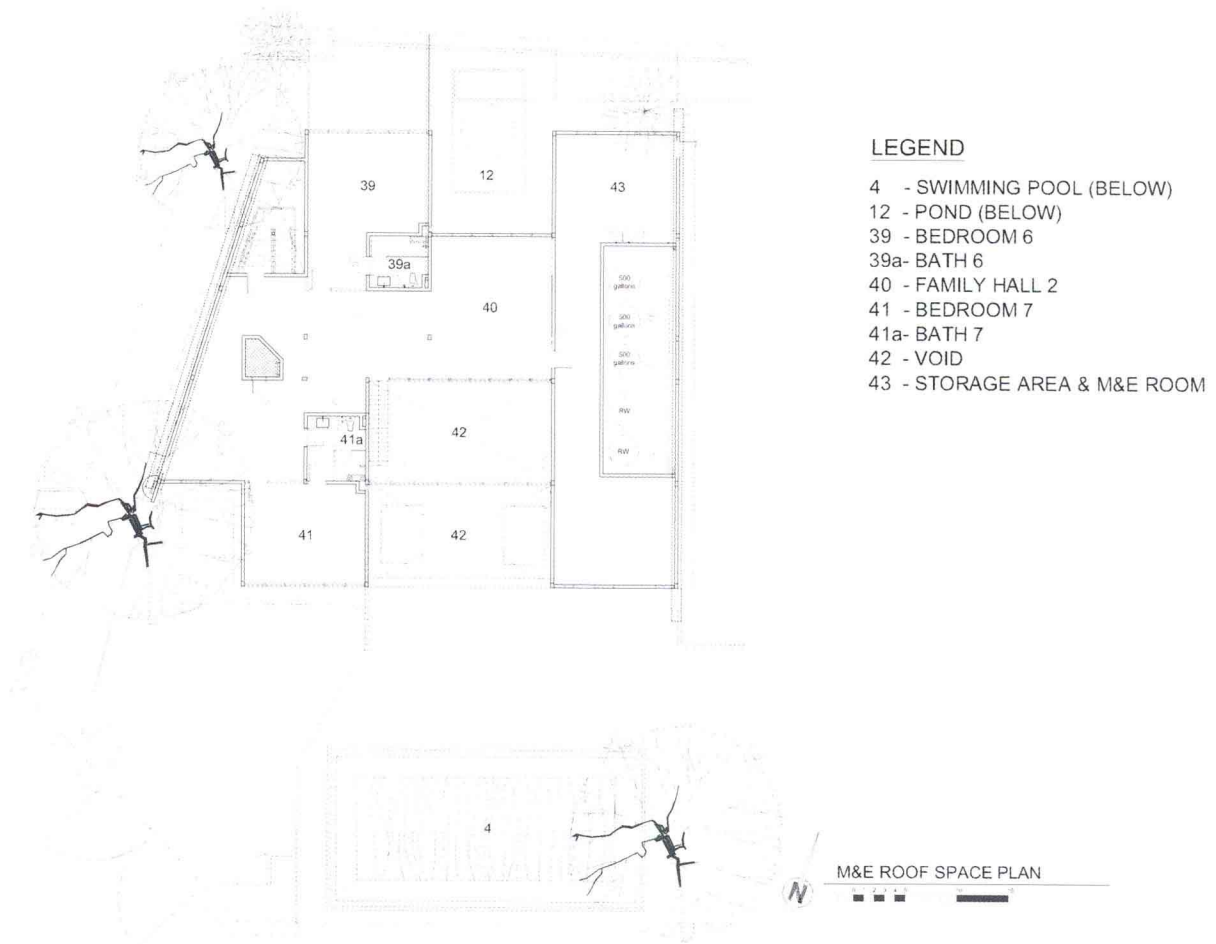 LEGEND
4 - SWIMMING POOL (BELOW)
12 - POND (BELOW)
39 - BEDROOM 6
39a- BATH 6
40 - FAMILY HALL 2
41 - BEDROOM 7
41a- BATH 7
42 - VOID
43 - STORAGE AREA & M&E ROOM
39
12
43
39a
500
gallons
40
500
gallons
500
gallons
RW
42
41a
RW
41
42
4
N
M&E ROOF SPACE PLAN